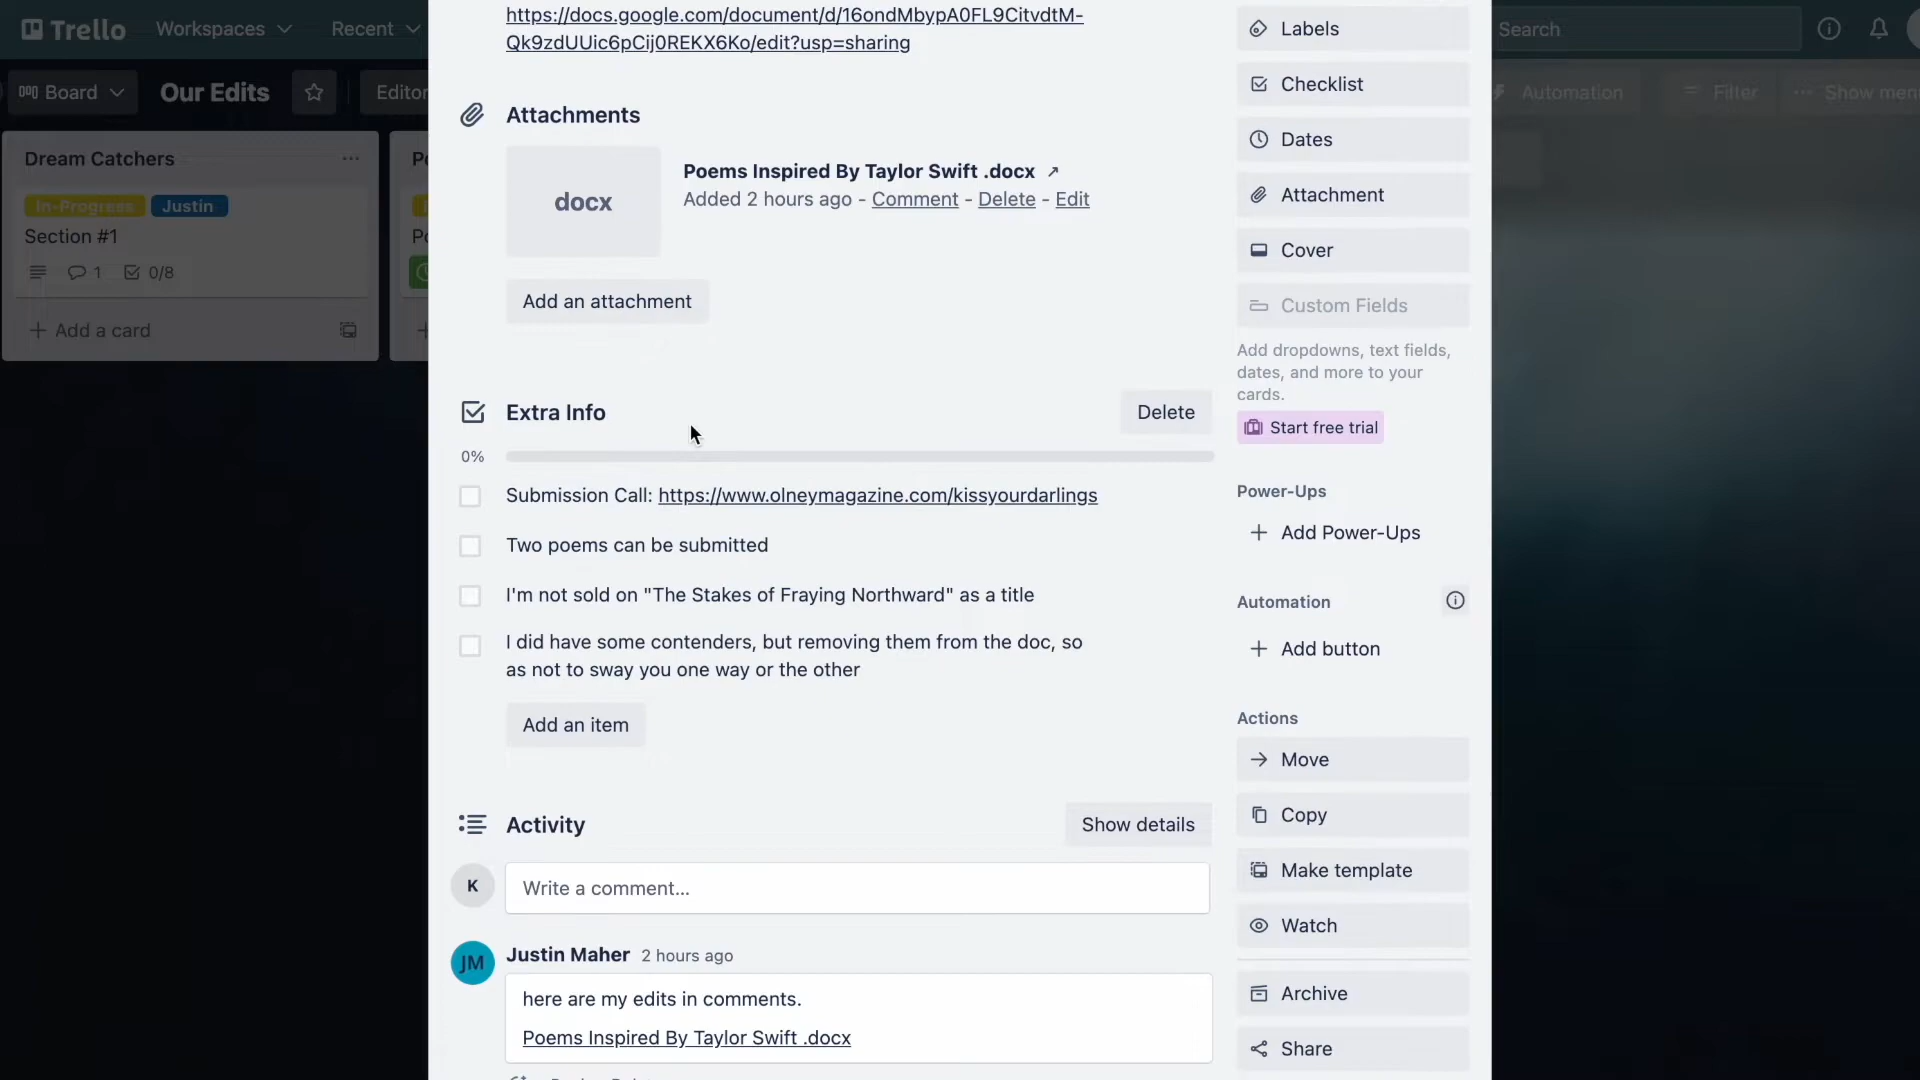 Trello
Workspaces
Recent
Search
Board
Our Edits
Editor
Automation
Filter
Show menu
Dream Catchers
In-Progress
Justin
Section #1
1
0/8
Add a card
https://docs.google.com/document/d/16ondMbypA0FL9CitvdtM-
Qk9zdUUic6pCij0REKX6Ko/edit?usp=sharing
Attachments
docx
Poems Inspired By Taylor Swift .docx
Added 2 hours ago - Comment - Delete - Edit
Add an attachment
Extra Info
Delete
0%
Submission Call: https://www.olneymagazine.com/kissyourdarlings
Two poems can be submitted
I'm not sold on "The Stakes of Fraying Northward" as a title
I did have some contenders, but removing them from the doc, so
as not to sway you one way or the other
Add an item
Activity
Show details
K
Write a comment...
JM
Justin Maher 2 hours ago
here are my edits in comments.
Poems Inspired By Taylor Swift .docx
Labels
Checklist
Dates
Attachment
Cover
Custom Fields
Add dropdowns, text fields,
dates, and more to your
cards.
Start free trial
Power-Ups
Add Power-Ups
Automation
Add button
Actions
Move
Copy
Make template
Watch
Archive
Share